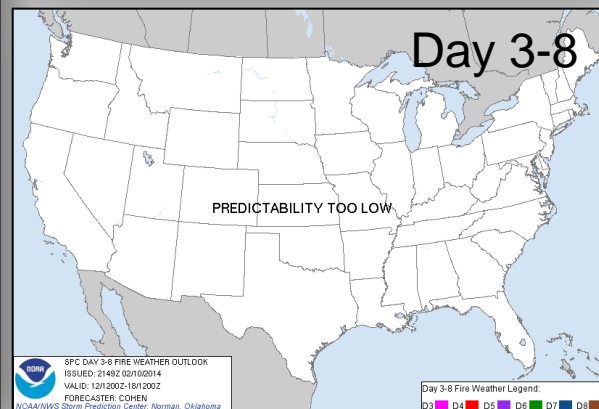 Day 3-8
PREDICTABILITY TOO LOW
NOAA
SPC DAY 3-8 FIRE WEATHER OUTLOOK
ISSUED: 2149Z 02/10/2014
VALID: 12/1200Z-18/1200Z
FORECASTER: COHEN
NOAA/NWS Storm Prediction Center, Norman, Oklahoma
Day 3-8 Fire Weather Legend:
D3 D4 D5 D6 D7 D8